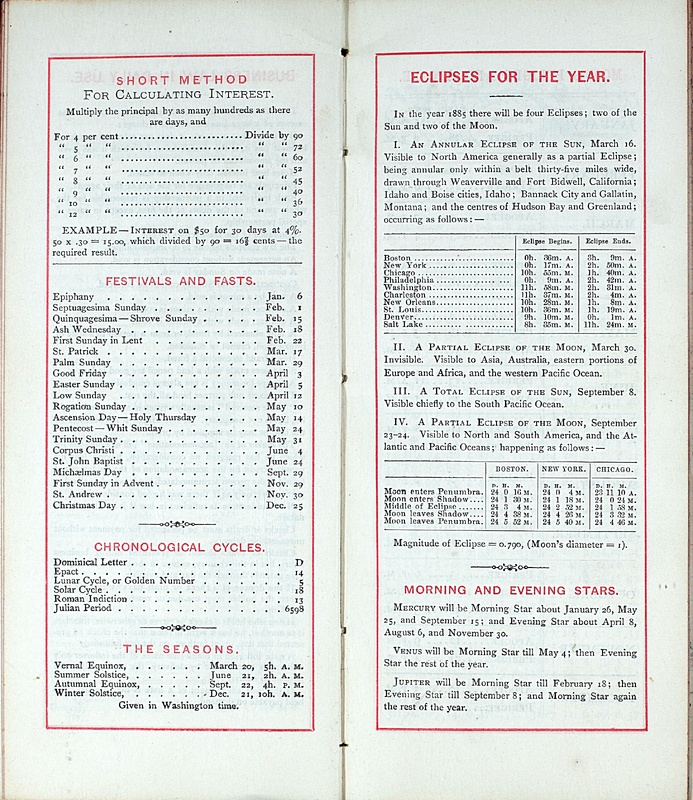 SHORT METHOD
FOR CALCULATING INTEREST.
Multiply the principal by as many hundreds as there
are days, and
For 4 per cent ........................................ Divide by 90
“ 5 “ “ ........................................ “ “ 72
“ 6 “ “ ........................................ “ “ 60
“ 7 “ “ ........................................ “ “ 52
“ 8 “ “ ........................................ “ “ 45
“ 9 “ “ ........................................ “ “ 40
“ 10 “ “ ........................................ “ “ 36
“ 12 “ “ ........................................ “ “ 30
EXAMPLE—INTEREST on $50 for 30 days at 4%.
50 x .30 = 15.00, which divided by 90 = 16⅔ cents—the
required result.
FESTIVALS AND FASTS.
Epiphany . . . . . . . . . . Jan. 6
Septuagesima Sunday . . . . . . . . Feb. 1
Quinquagesima—Shrove Sunday . . . . . Feb. 15
Ash Wednesday . . . . . . . . . Feb. 18
First Sunday in Lent . . . . . . . . Feb. 22
St. Patrick . . . . . . . . . . Mar. 17
Palm Sunday . . . . . . . . . . Mar. 29
Good Friday . . . . . . . . . . April 3
Easter Sunday . . . . . . . . . . April 5
Low Sunday . . . . . . . . . . April 12
Rogation Sunday . . . . . . . . . May 10
Ascension Day—Holy Thursday . . . . . May 14
Pentecost—Whit Sunday . . . . . . . May 24
Trinity Sunday . . . . . . . . . . May 31
Corpus Christi . . . . . . . . . . June 4
St. John Baptist . . . . . . . . . June 24
Michælmas Day . . . . . . . . . Sept. 29
First Sunday in Advent . . . . . . . . Nov. 29
St. Andrew . . . . . . . . . . Nov. 30
Christmas Day . . . . . . . . . . Dec. 25
CHRONOLOGICAL CYCLES.
Dominical Letter . . . . . . . . . . D
Epact . . . . . . . . . . . . 14
Lunar Cycle, or Golden Number . . . . . . 5
Solar Cycle . . . . . . . . . . . 18
Roman Indiction . . . . . . . . . . 13
Julian Period . . . . . . . . . . 6598
THE SEASONS.
Vernal Equinox, . . . . . . March 20, 5h. A. M.
Summer Solstice, . . . . . . June 21, 2h. A. M.
Autumnal Equinox, . . . . . . Sept. 22, 4h. P. M.
Winter Solstice, . . . . . . Dec. 21, 10h. A. M.
Given in Washington time.
ECLIPSES FOR THE YEAR.
IN the year 1885 there will be four Eclipses; two of the
Sun and two of the Moon.
I. AN ANNULAR ECLIPSE OF THE SUN, March 16.
Visible to North America generally as a partial Eclipse;
being annular only within a belt thirty-five miles wide,
drawn through Weaverville and Fort Bidwell, California;
Idaho and Boise cities, Idaho; Bannack City and Gallatin,
Montana; and the centres of Hudson Bay and Greenland;
occurring as follows:—
Eclipse Begins. Eclipse Ends.
Boston ........................ 0h. 36m. A. 3h. 9m. A.
New York ........................ 0h. 17m. A. 2h. 50m. A.
Chicago ........................ 10h. 55m. M. 1h. 40m. A.
Philadelphia ........................ 0h. 9m. A. 2h. 42m. A.
Washington ........................ 11h. 58m. M. 2h. 31m. A.
Charleston ........................ 11h. 37m. M. 2h. 4m. A.
New Orleans ........................ 10h. 28m. M. 1h. 8m. A.
St. Louis ........................ 10h. 36m. M. 1h. 19m. A.
Denver ........................ 9h. 10m. M. 0h. 1m. A.
Salt Lake ........................ 8h. 35m. M. 11h. 24m. M.
II. A PARTIAL ECLIPSE OF THE MOON, March 30.
Invisible. Visible to Asia, Australia, eastern portions of
Europe and Africa, and the western Pacific Ocean.
III. A TOTAL ECLIPSE OF THE SUN, September 8.
Visible chiefly to the South Pacific Ocean.
IV. A PARTIAL ECLIPSE OF THE MOON, September
23-24. Visible to North and South America, and the At-
lantic and Pacific Oceans; happening as follows:—
BOSTON. NEW YORK. CHICAGO.
D. H. M. D. H. M. D. H. M.
Moon enters Penumbra. 24 0 16 M. 24 0 4 M. 23 11 10 A.
Moon enters Shadow.... 24 1 30 M. 24 1 18 M. 24 0 24 M.
Middle of Eclipse ....... 24 3 4 M. 24 2 52 M. 24 1 58 M.
Moon leaves Shadow.... 24 4 38 M. 24 4 26 M. 24 3 32 M.
Moon leaves Penumbra. 24 5 52 M. 24 5 40 M. 24 4 46 M.
Magnitude of Eclipse = 0.790, (Moon's diameter = 1).
MORNING AND EVENING STARS.
MERCURY will be Morning Star about January 26, May
25, and September 15; and Evening Star about April 8,
August 6, and November 30.
VENUS will be Morning Star till May 4; then Evening
Star the rest of the year.
JUPITER will be Morning Star till February 18; then
Evening Star till September 8; and Morning Star again
the rest of the year.